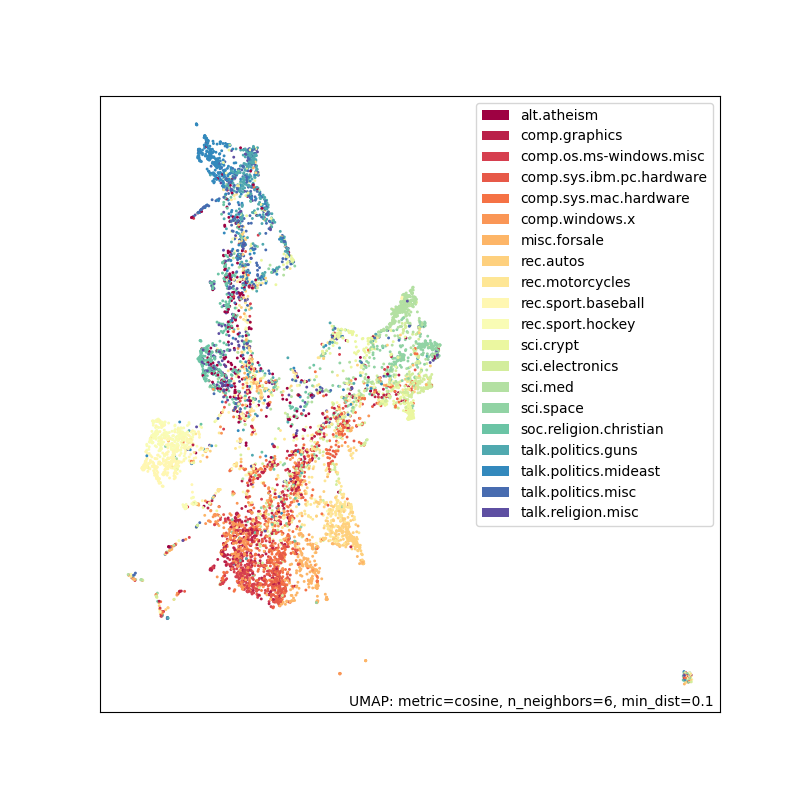 alt.atheism
comp.graphics
comp.os.ms-windows.misc
comp.sys.ibm.pc.hardware
comp.sys.mac.hardware
comp.windows.x
misc.forsale
rec.autos
rec.motorcycles
rec.sport.baseball
rec.sport.hockey
sci.crypt
sci.electronics
sci.med
sci.space
soc.religion.christian
talk.politics.guns
talk.politics.mideast
talk.politics.misc
talk.religion.misc
UMAP: metric=cosine, n_neighbors=6, min_dist=0.1